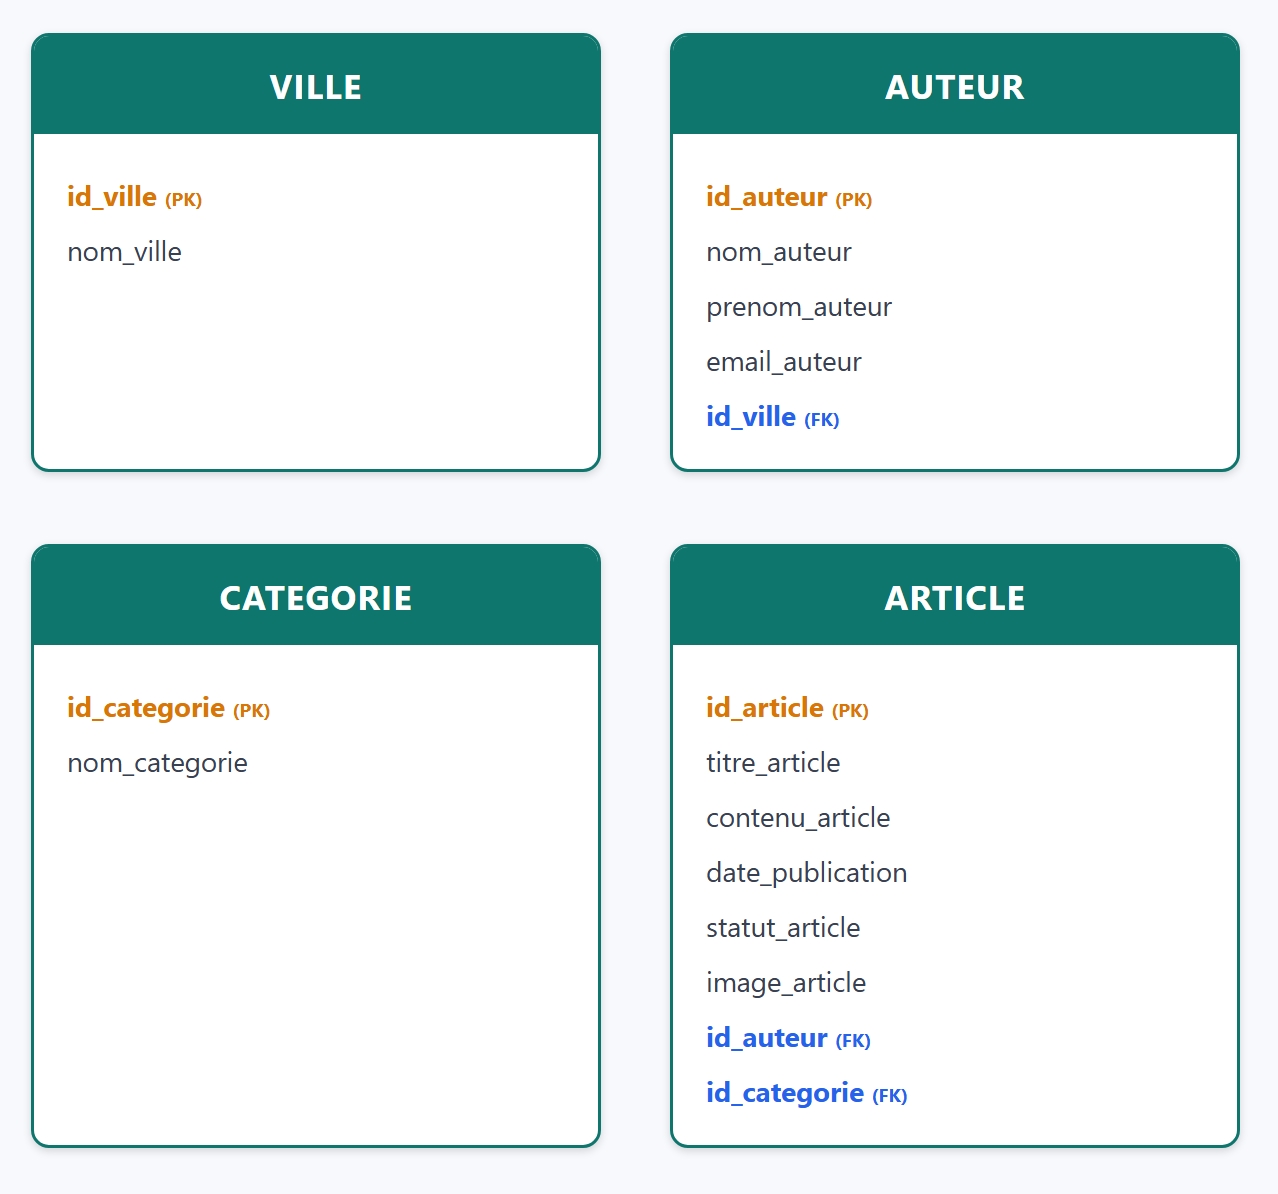 VILLE
id_ville (PK)
nom_ville
AUTEUR
id_auteur (PK)
nom_auteur
prenom_auteur
email_auteur
id_ville (FK)
CATEGORIE
id_categorie (PK)
nom_categorie
ARTICLE
id_article (PK)
titre_article
contenu_article
date_publication
statut_article
image_article
id_auteur (FK)
id_categorie (FK)